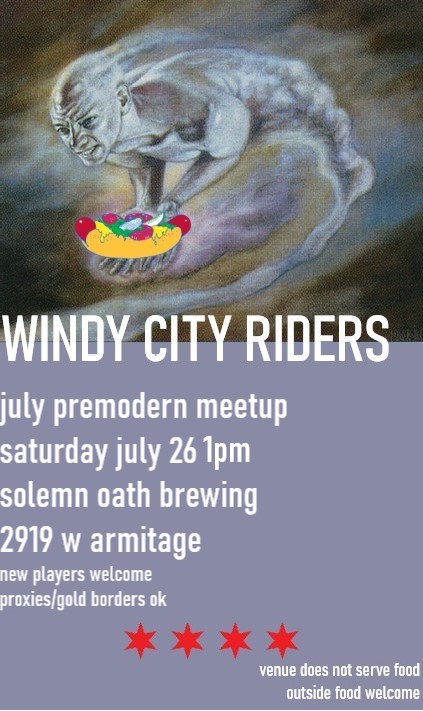 WINDY CITY RIDERS
july premodern meetup
saturday july 26 1pm
solemn oath brewing
2919 w armitage
new players welcome
proxies/gold borders ok
venue does not serve food
outside food welcome